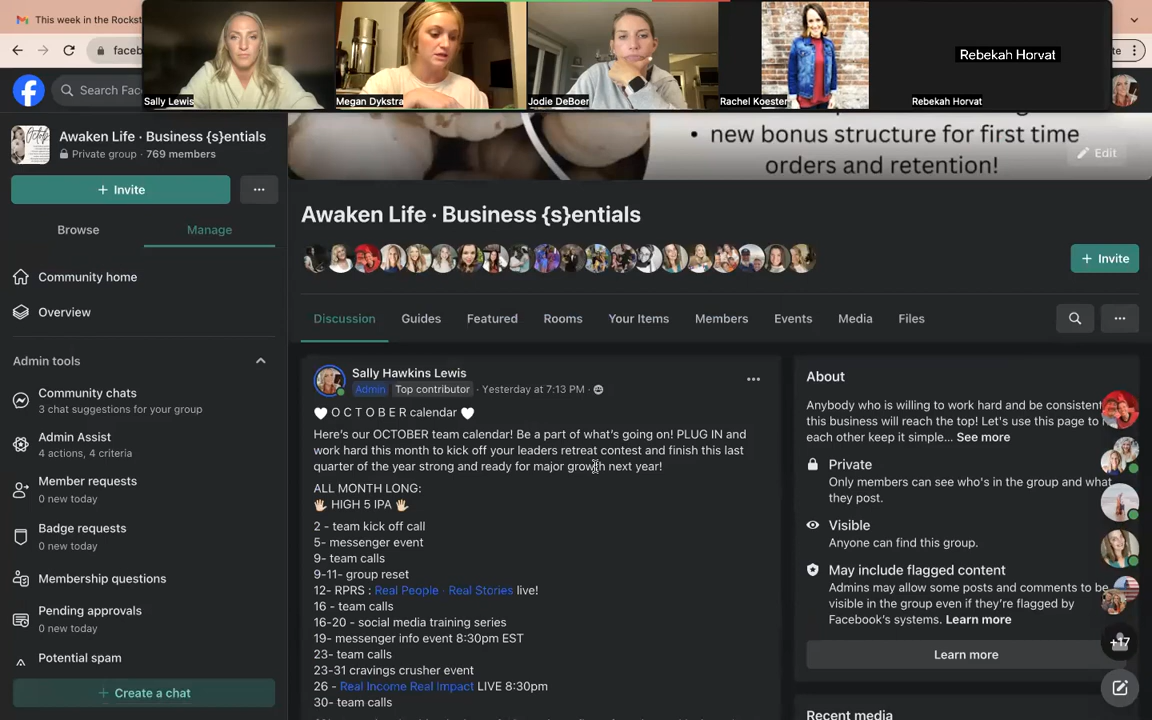 This week in the Rockst
faceb
Sally Lewis
Megan Dykstra
Jodie DeBoer
Rachel Koester
Rebekah Horvat
Rebekah Horvat
Search Fac
Awaken Life · Business {s}entials
Private group · 769 members
+ Invite
Browse
Manage
Community home
Overview
Admin tools
Community chats
3 chat suggestions for your group
Admin Assist
4 actions, 4 criteria
Member requests
0 new today
Badge requests
0 new today
Membership questions
Pending approvals
0 new today
Potential spam
+ Create a chat
• new bonus structure for first time
orders and retention!
Edit
Awaken Life · Business {s}entials
+ Invite
Discussion
Guides
Featured
Rooms
Your Items
Members
Events
Media
Files
Sally Hawkins Lewis
Admin Top contributor · Yesterday at 7:13 PM ·
🤍 O C T O B E R calendar 🤍
Here's our OCTOBER team calendar! Be a part of what's going on! PLUG IN and
work hard this month to kick off your leaders retreat contest and finish this last
quarter of the year strong and ready for major growth next year!
ALL MONTH LONG:
🖐🏻 HIGH 5 IPA 🖐🏻
2 - team kick off call
5- messenger event
9- team calls
9-11- group reset
12- RPRS : Real People · Real Stories live!
16 - team calls
16-20 - social media training series
19- messenger info event 8:30pm EST
23- team calls
23-31 cravings crusher event
26 - Real Income Real Impact LIVE 8:30pm
30- team calls
About
Anybody who is willing to work hard and be consistent
this business will reach the top! Let's use this page to
each other keep it simple… See more
Private
Only members can see who's in the group and what
they post.
Visible
Anyone can find this group.
May include flagged content
Admins may allow some posts and comments to be
visible in the group even if they're flagged by
Facebook's systems. Learn more
Learn more
Recent media
+17